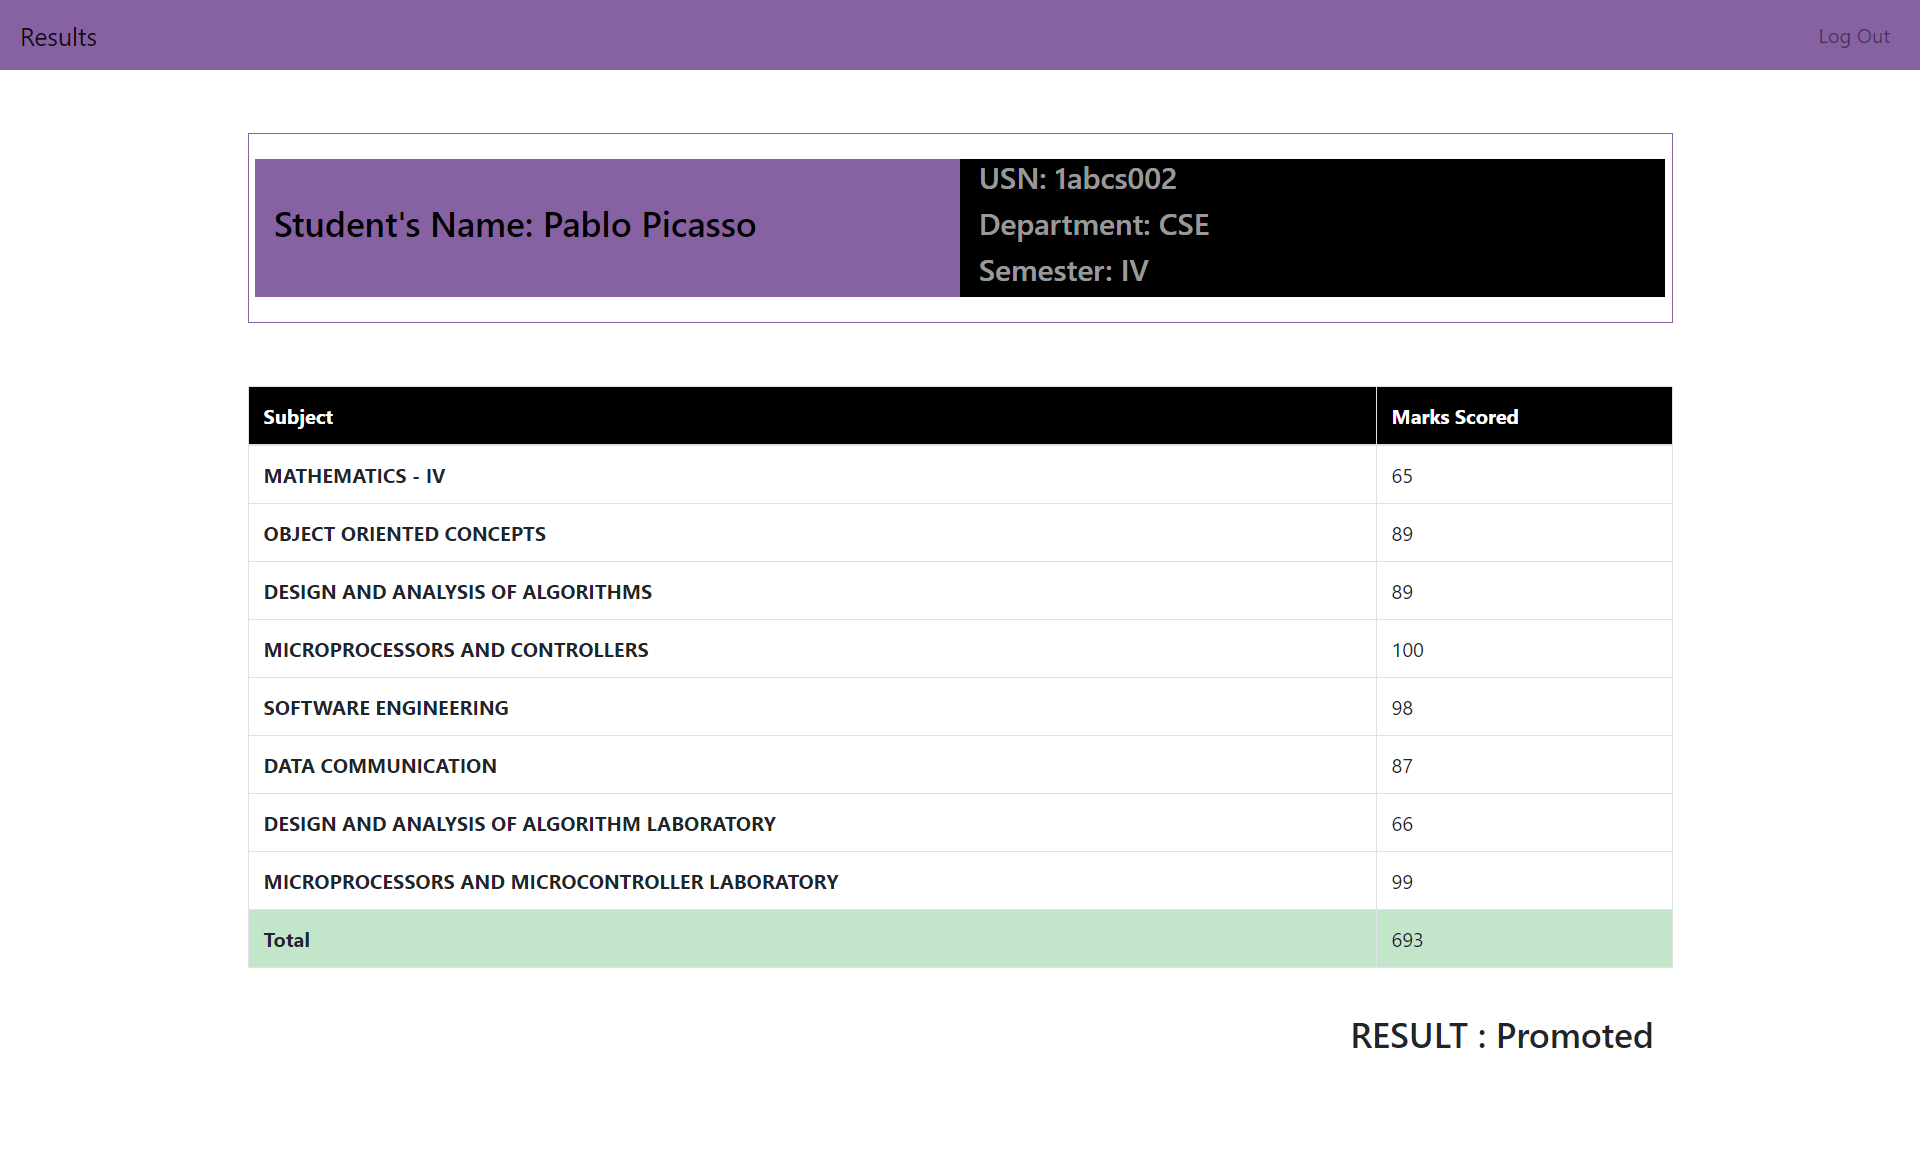 Results Log Out
Student's Name: Pablo Picasso
USN: 1abcs002
Department: CSE
Semester: IV
Subject Marks Scored
MATHEMATICS - IV 65
OBJECT ORIENTED CONCEPTS 89
DESIGN AND ANALYSIS OF ALGORITHMS 89
MICROPROCESSORS AND CONTROLLERS 100
SOFTWARE ENGINEERING 98
DATA COMMUNICATION 87
DESIGN AND ANALYSIS OF ALGORITHM LABORATORY 66
MICROPROCESSORS AND MICROCONTROLLER LABORATORY 99
Total 693
RESULT : Promoted